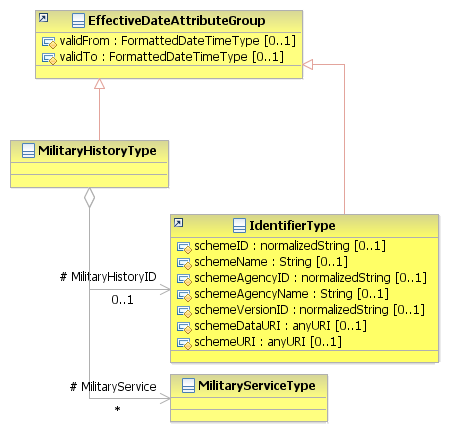 EffectiveDateAttributeGroup
validFrom : FormattedDateTimeType [0..1]
validTo : FormattedDateTimeType [0..1]
MilitaryHistoryType
IdentifierType
schemeID : normalizedString [0..1]
schemeName : String [0..1]
schemeAgencyID : normalizedString [0..1]
schemeAgencyName : String [0..1]
schemeVersionID : normalizedString [0..1]
schemeDataURI : anyURI [0..1]
schemeURI : anyURI [0..1]
# MilitaryHistoryID
0..1
# MilitaryService
*
MilitaryServiceType